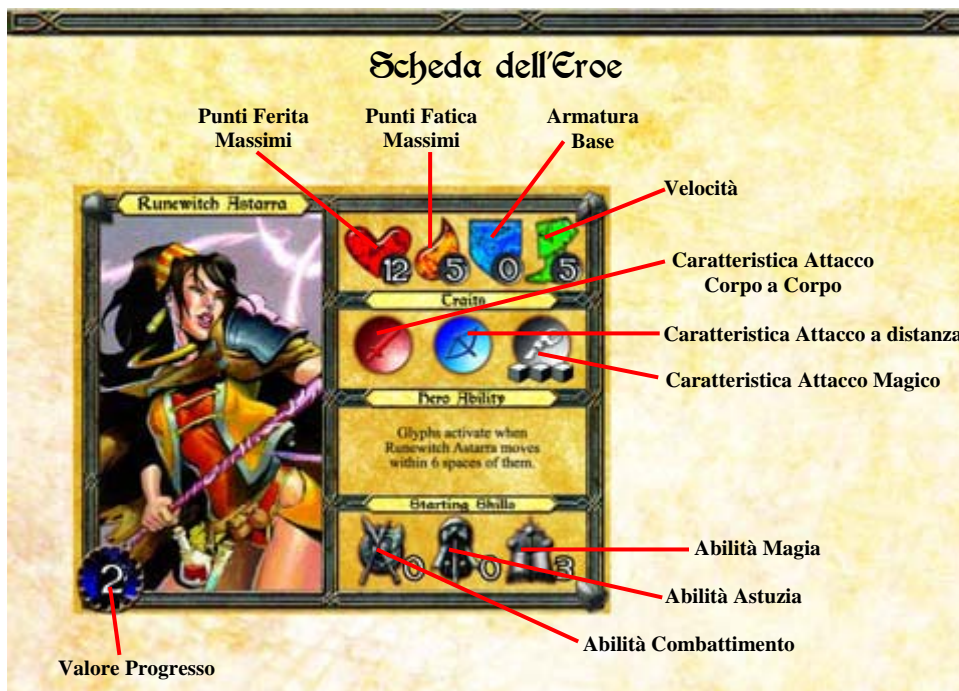 Scheda dell'Eroe
Punti Ferita
Massimi
Punti Fatica
Massimi
Armatura
Base
Velocità
Caratteristica Attacco
Corpo a Corpo
Caratteristica Attacco a distanza
Caratteristica Attacco Magico
Runewitch Astarra
12
5
0
5
Traits
Hero Ability
Glyphs activate when
Runewitch Astarra moves
within 6 spaces of them.
Starting Skills
0
0
3
2
Abilità Magia
Abilità Astuzia
Abilità Combattimento
Valore Progresso